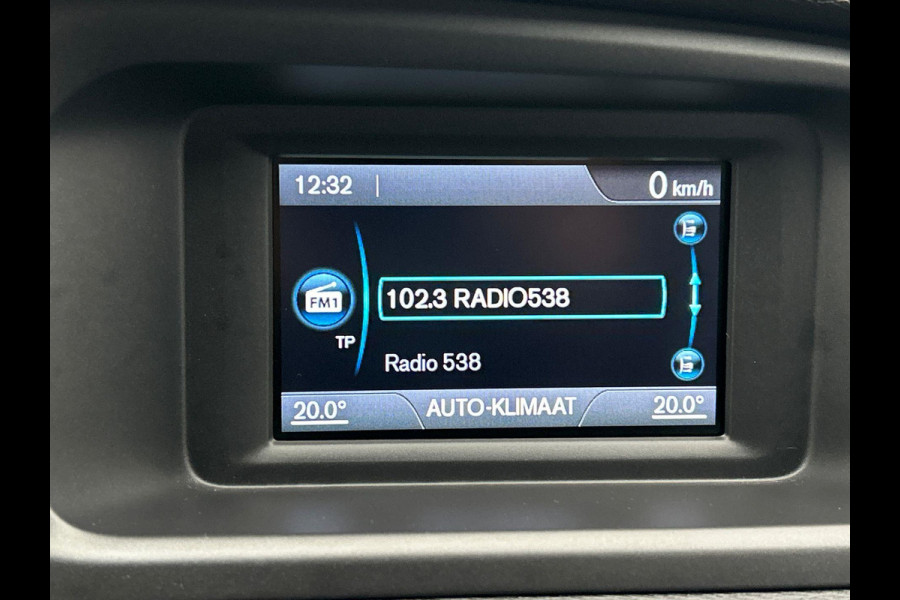 12:32
0 km/h
FM1
102.3 RADIO538
TP
Radio 538
20.0°
AUTO-KLIMAAT
20.0°